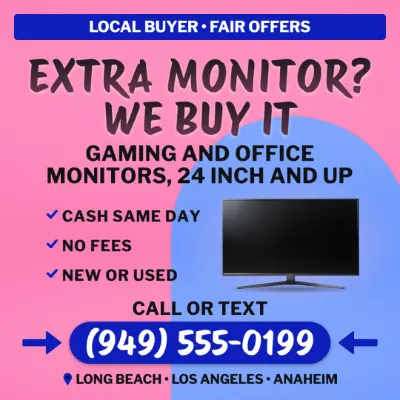 LOCAL BUYER • FAIR OFFERS
EXTRA MONITOR?
WE BUY IT
GAMING AND OFFICE
MONITORS, 24 INCH AND UP
CASH SAME DAY
NO FEES
NEW OR USED
CALL OR TEXT
(949) 555-0199
LONG BEACH • LOS ANGELES • ANAHEIM